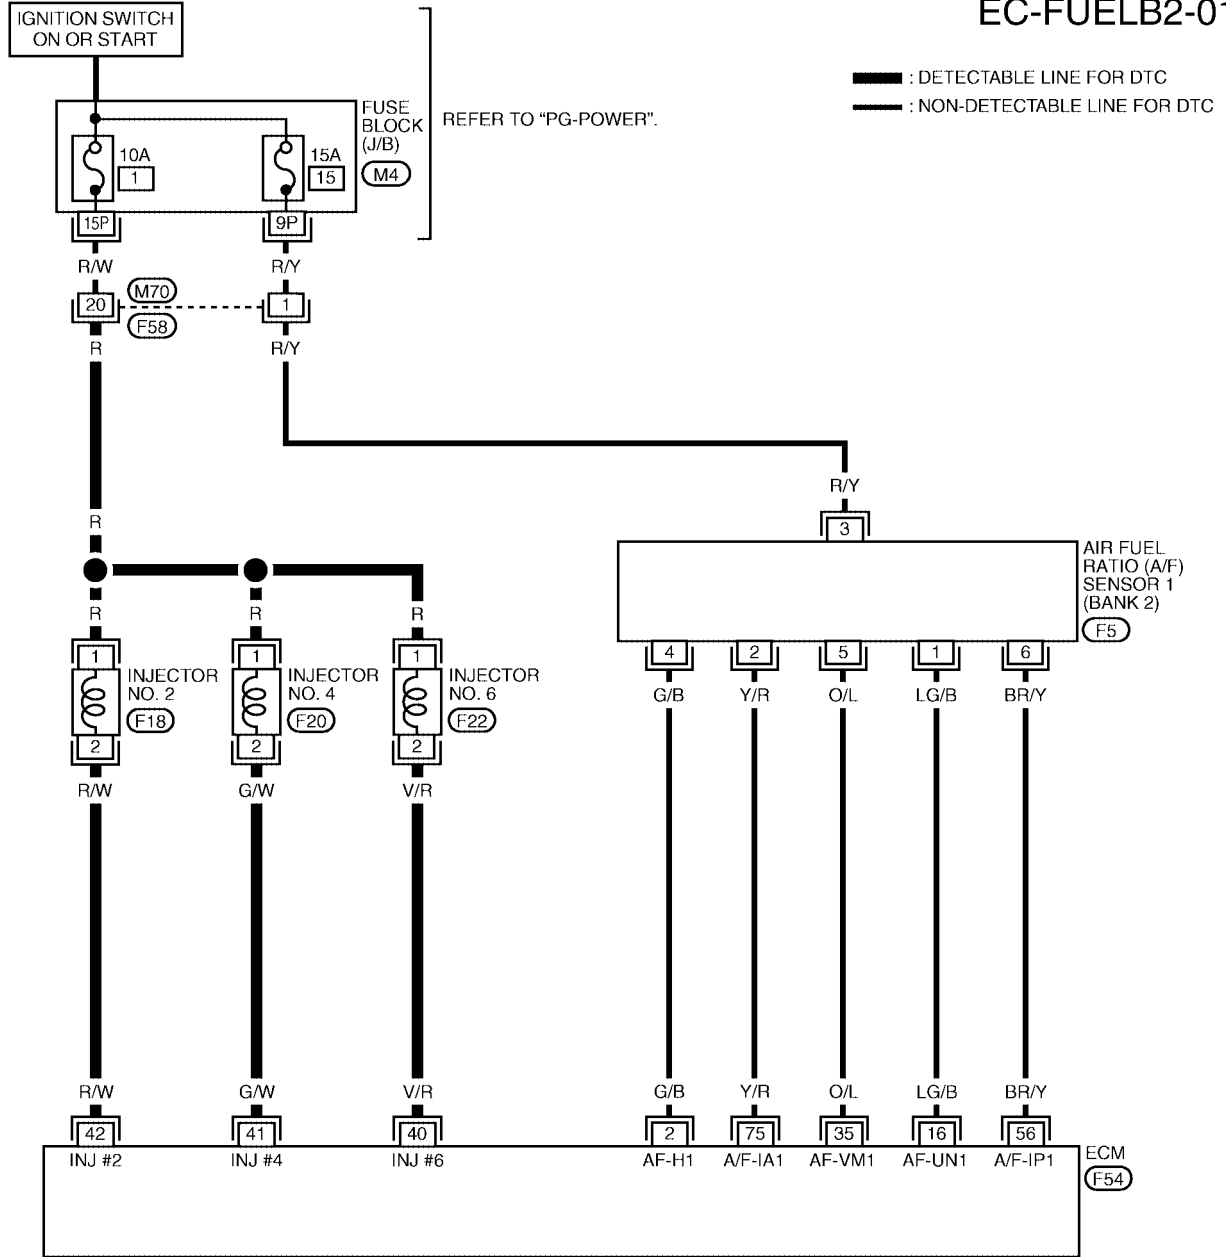 EC-FUELB2-01
IGNITION SWITCH
ON OR START
: DETECTABLE LINE FOR DTC
: NON-DETECTABLE LINE FOR DTC
FUSE
BLOCK
(J/B)
M4
REFER TO “PG-POWER”.
10A
1
15A
15
15P
9P
R/W
R/Y
20
M70
F58
1
R
R/Y
R/Y
3
AIR FUEL
RATIO (A/F)
SENSOR 1
(BANK 2)
F5
R
R
R
R
1
INJECTOR
NO. 2
F18
2
1
INJECTOR
NO. 4
F20
2
1
INJECTOR
NO. 6
F22
2
4
2
5
1
6
G/B
Y/R
O/L
LG/B
BR/Y
R/W
G/W
V/R
R/W
G/W
V/R
G/B
Y/R
O/L
LG/B
BR/Y
42
41
40
2
75
35
16
56
INJ #2
INJ #4
INJ #6
AF-H1
A/F-IA1
AF-VM1
AF-UN1
A/F-IP1
ECM
F54